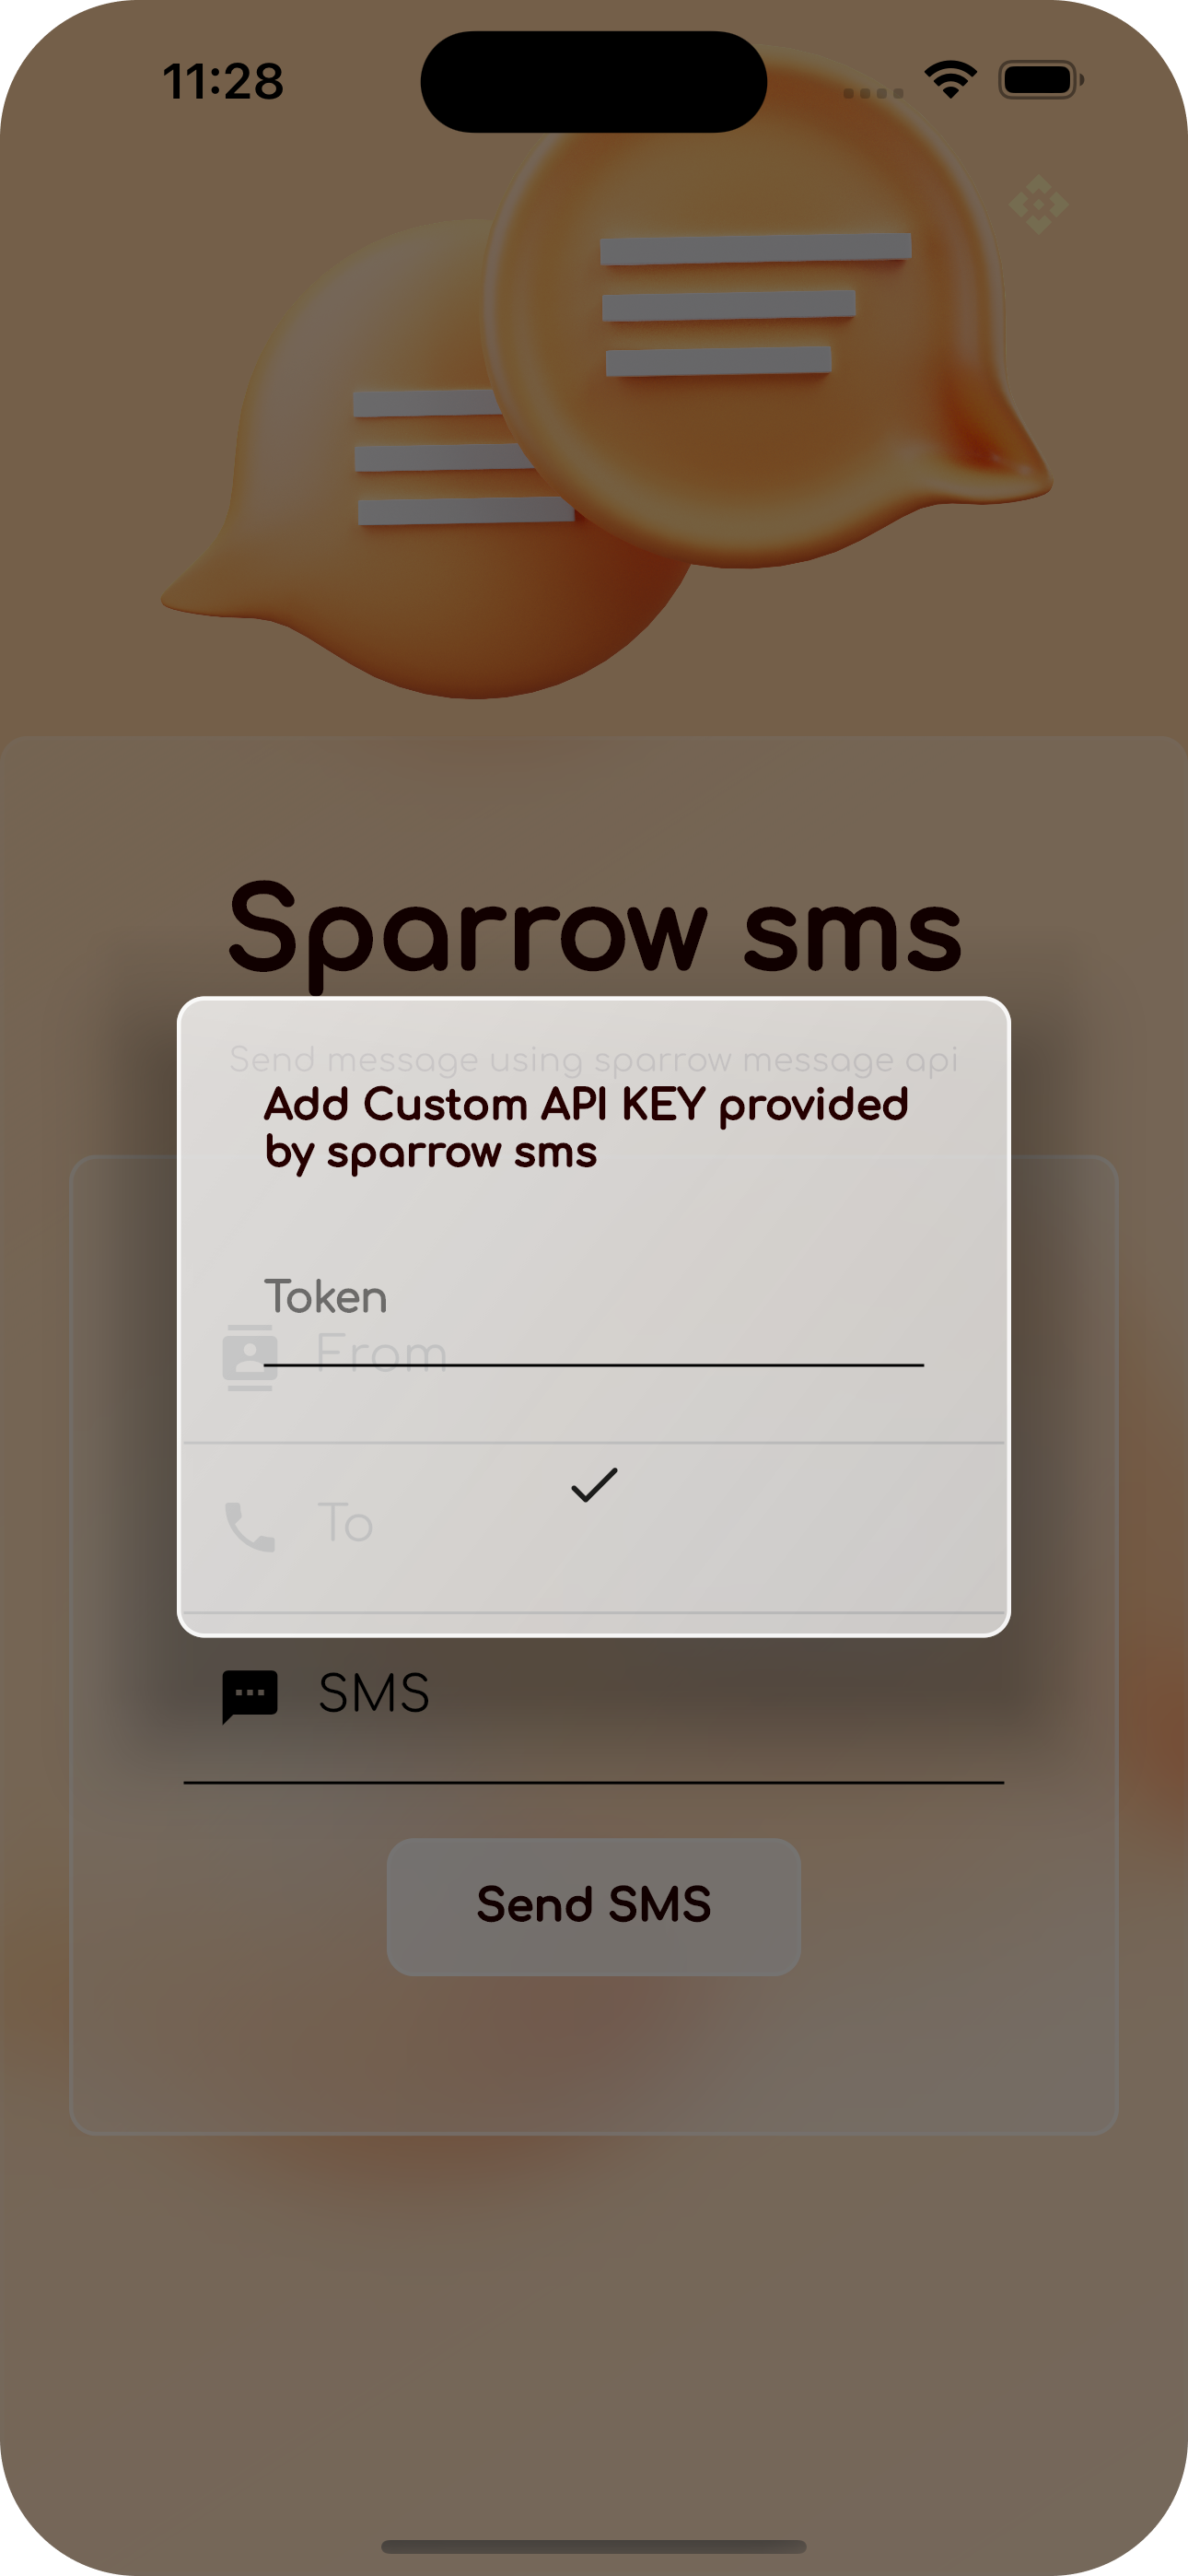 11:28
Sparrow sms
Send message using sparrow message api
Add Custom API KEY provided
by sparrow sms
Token
From
To
SMS
Send SMS